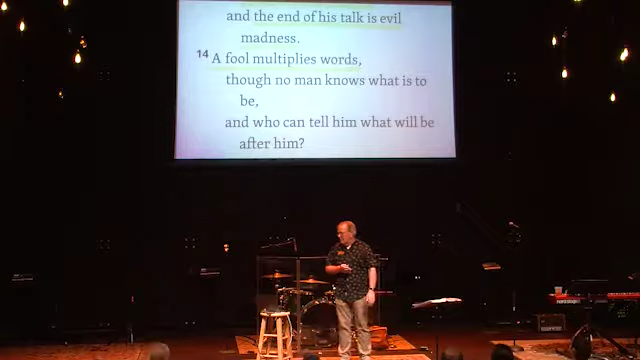 and the end of his talk is evil
madness.
14 A fool multiplies words,
though no man knows what is to
be,
and who can tell him what will be
after him?